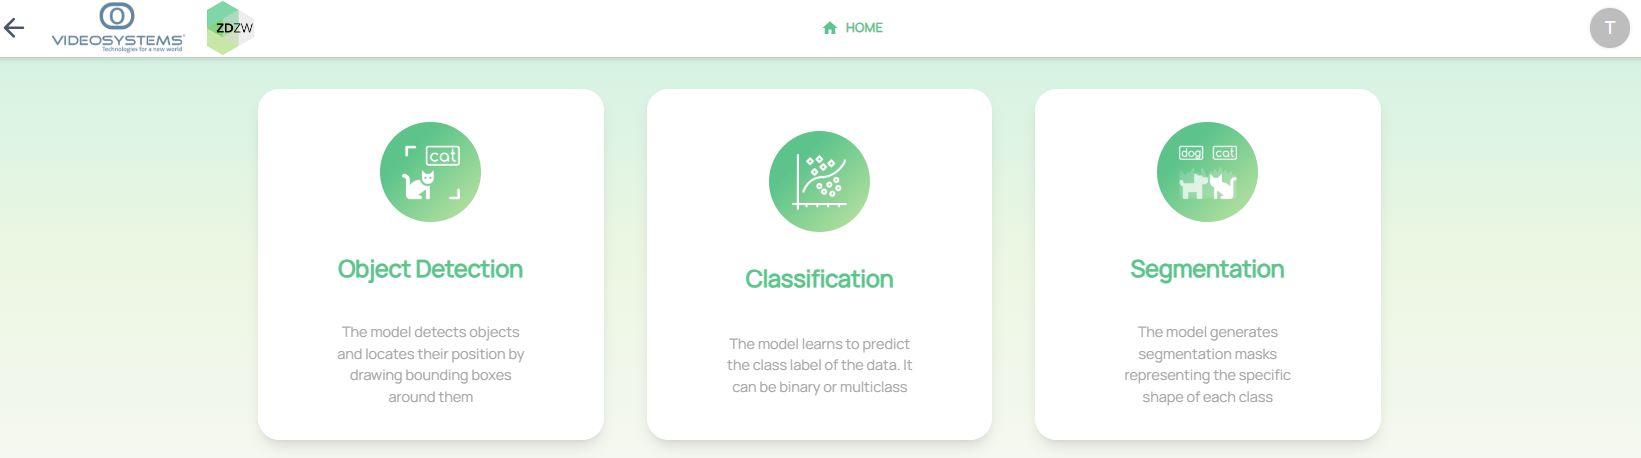 VIDEOSYSTEMS
Technologies for a new world
ZDZW
HOME
T
cat
Object Detection
The model detects objects
and locates their position by
drawing bounding boxes
around them
Classification
The model learns to predict
the class label of the data. It
can be binary or multiclass
dog cat
Segmentation
The model generates
segmentation masks
representing the specific
shape of each class